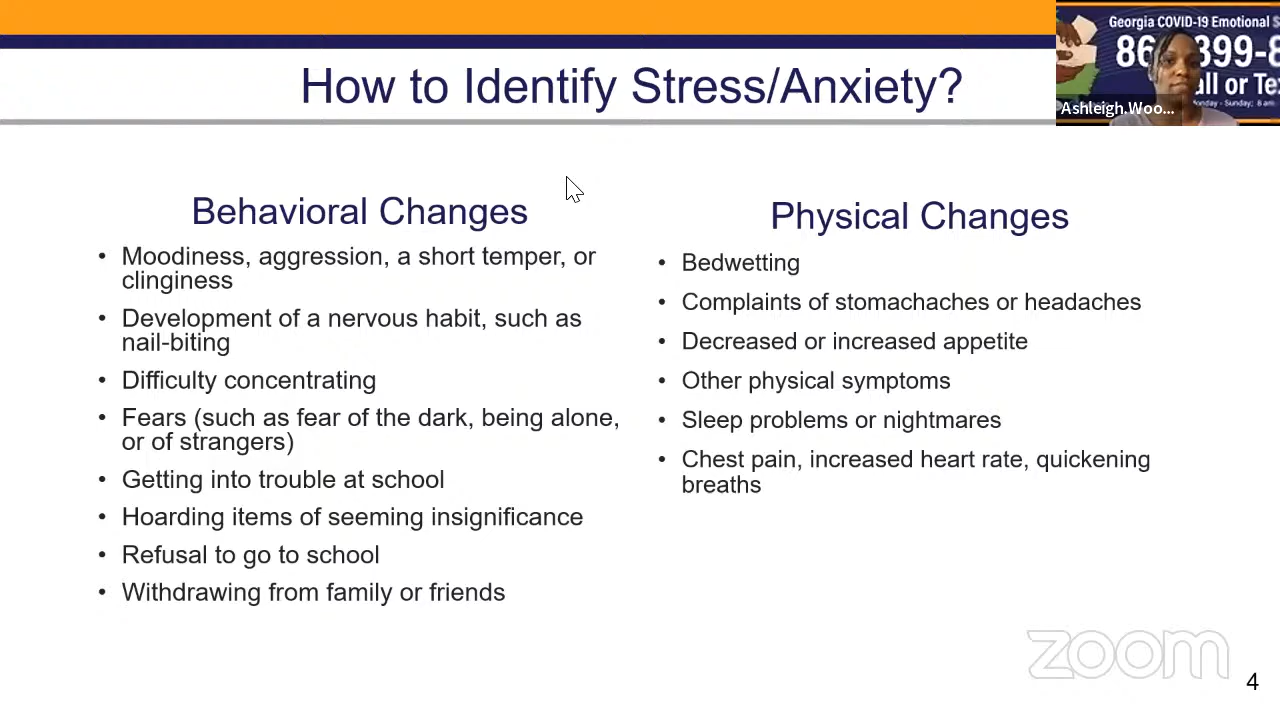 How to Identify Stress/Anxiety?
Georgia COVID-19 Emotional
Ashleigh.Woo...
Behavioral Changes
• Moodiness, aggression, a short temper, or
clinginess
• Development of a nervous habit, such as
nail-biting
• Difficulty concentrating
• Fears (such as fear of the dark, being alone,
or of strangers)
• Getting into trouble at school
• Hoarding items of seeming insignificance
• Refusal to go to school
• Withdrawing from family or friends
Physical Changes
• Bedwetting
• Complaints of stomachaches or headaches
• Decreased or increased appetite
• Other physical symptoms
• Sleep problems or nightmares
• Chest pain, increased heart rate, quickening
breaths
zoom
4